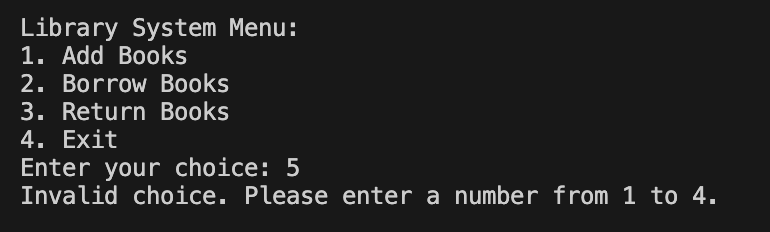 Library System Menu:
1. Add Books
2. Borrow Books
3. Return Books
4. Exit
Enter your choice: 5
Invalid choice. Please enter a number from 1 to 4.